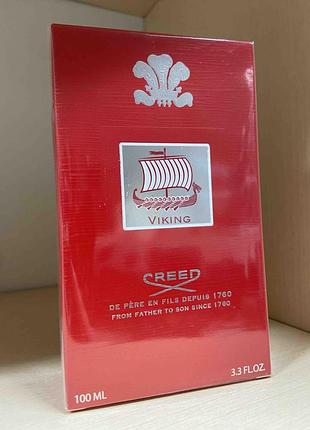 VIKING
CREED
DE PÈRE EN FILS DEPUIS 1760
FROM FATHER TO SON SINCE 1760
100 ML
3.3 FL.OZ.